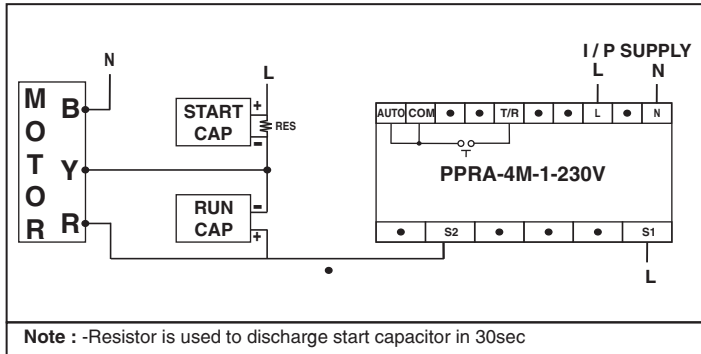 MOTOR
B
Y
R
N
L
START
CAP
+
-
RES
RUN
CAP
-
+
I / P SUPPLY
L N
AUTO COM T/R L N
PPRA-4M-1-230V
S2 S1
L
Note : -Resistor is used to discharge start capacitor in 30sec